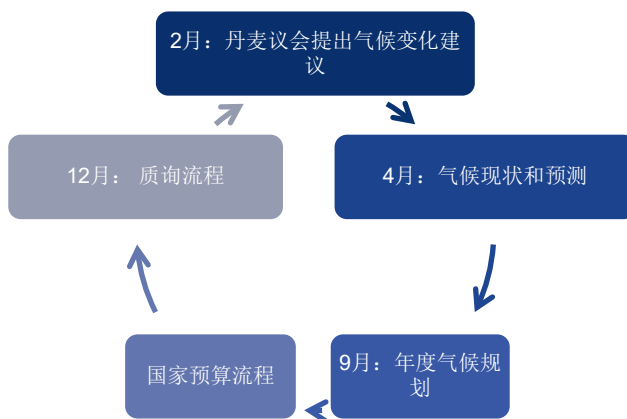 2月：丹麦议会提出气候变化建
议
12月： 质询流程
4月：气候现状和预测
国家预算流程
9月：年度气候规
划